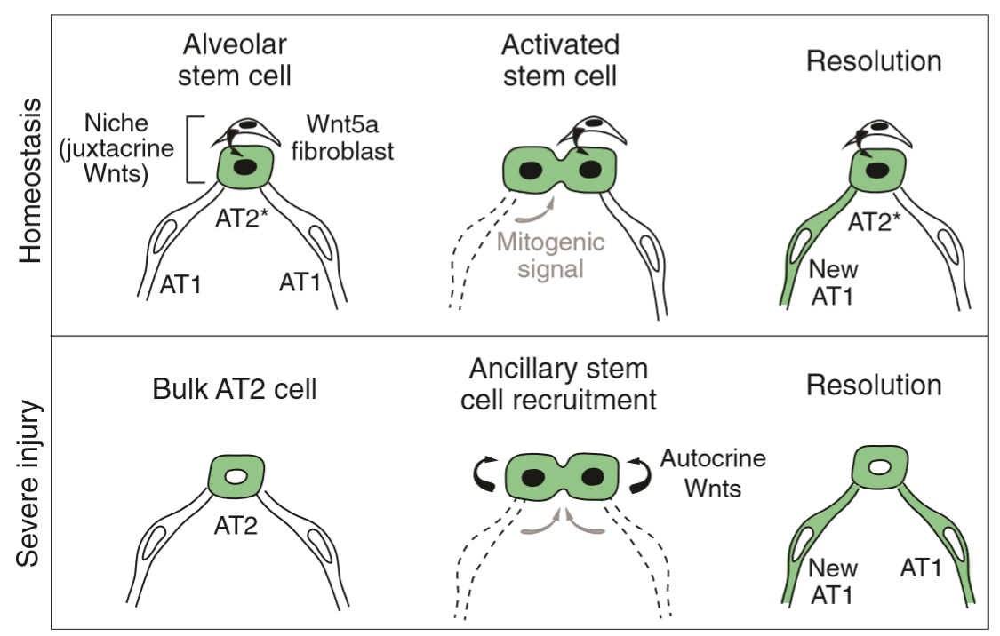 Homeostasis
Alveolar
stem cell
Niche
(juxtacrine
Wnts)
Wnt5a
fibroblast
AT2*
AT1
AT1
Activated
stem cell
Mitogenic
signal
Resolution
AT2*
New
AT1
Severe injury
Bulk AT2 cell
AT2
Ancillary stem
cell recruitment
Autocrine
Wnts
Resolution
New
AT1
AT1